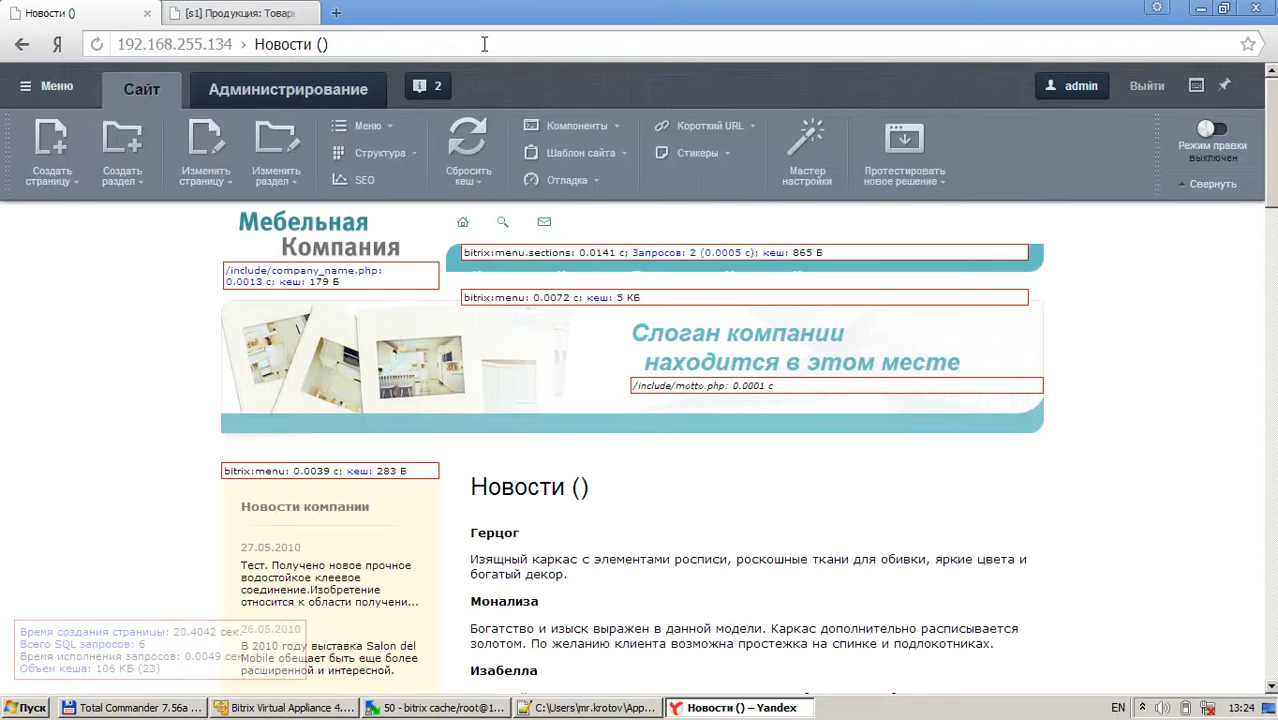 Новости ()
[s1] Продукция: Товар
192.168.255.134 › Новости ()
Меню
Сайт
Администрирование
2
admin
Выйти
Создать страницу
Создать раздел
Изменить страницу
Изменить раздел
Меню
Структура
SEO
Сбросить кеш
Компоненты
Шаблон сайта
Отладка
Короткий URL
Стикеры
Мастер настройки
Протестировать новое решение
Режим правки
выключен
Свернуть
Мебельная
Компания
/include/company_name.php:
0.0013 с; кеш: 179 Б
bitrix:menu.sections: 0.0141 с; Запросов: 2 (0.0005 с); кеш: 865 Б
bitrix:menu: 0.0072 с; кеш: 5 КБ
Слоган компании
находится в этом месте
/include/motto.php: 0.0001 с
bitrix:menu: 0.0039 с; кеш: 283 Б
Новости компании
27.05.2010
Тест. Получено новое прочное
водостойкое клеевое
соединение.Изобретение
относится к области получени...
26.05.2010
В 2010 году выставка Salon del
Mobile обещает быть еще более
расширенной и интересной.
Новости ()
Герцог
Изящный каркас с элементами росписи, роскошные ткани для обивки, яркие цвета и
богатый декор.
Монализа
Богатство и изыск выражен в данной модели. Каркас дополнительно расписывается
золотом. По желанию клиента возможна простежка на спинке и подлокотниках.
Изабелла
Время создания страницы: 20.4042 сек.
Всего SQL запросов: 6
Время исполнения запросов: 0.0049 сек.
Объем кеша: 106 КБ (23)
Пуск
Total Commander 7.56a ...
Bitrix Virtual Appliance 4....
50 - bitrix cache/root@1...
C:\Users\mr.krotov\App...
Новости () – Yandex
EN
13:24